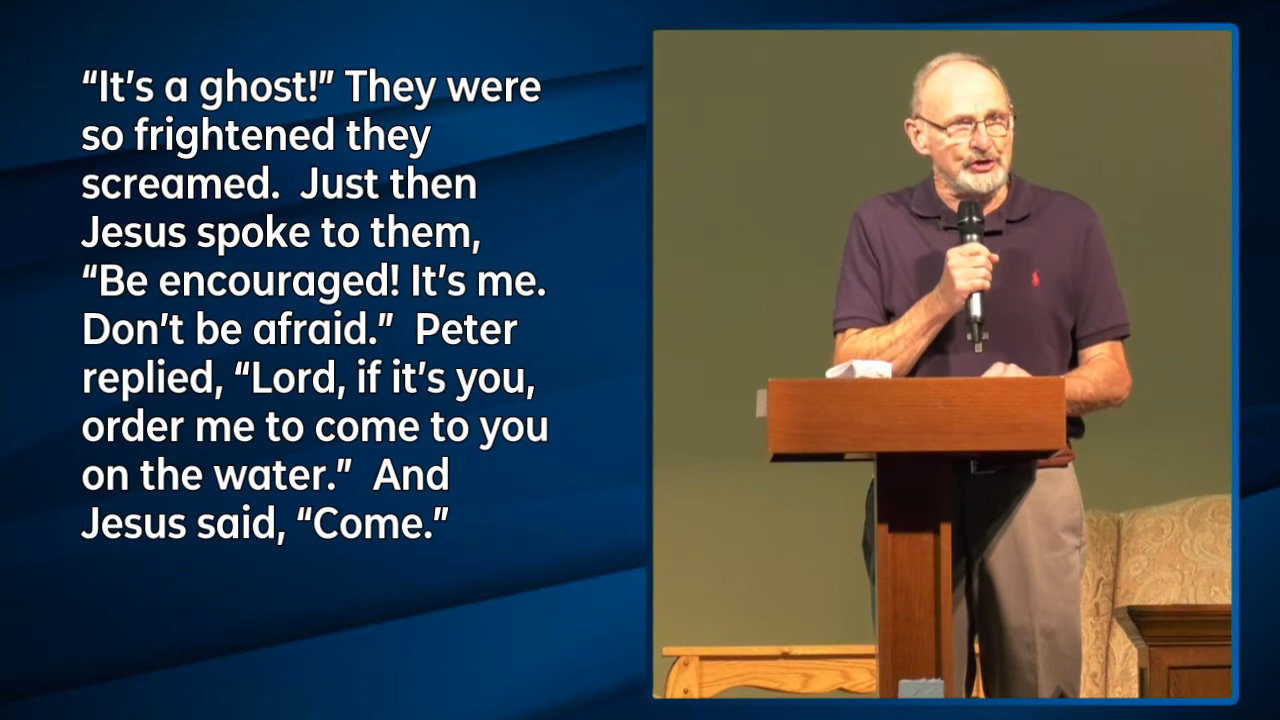 “It’s a ghost!” They were
so frightened they
screamed.  Just then
Jesus spoke to them,
“Be encouraged! It’s me.
Don’t be afraid.”  Peter
replied, “Lord, if it’s you,
order me to come to you
on the water.”  And
Jesus said, “Come.”